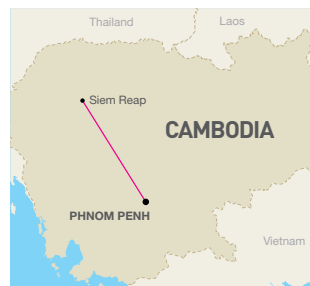 Thailand
Laos
Siem Reap
CAMBODIA
PHNOM PENH
Vietnam